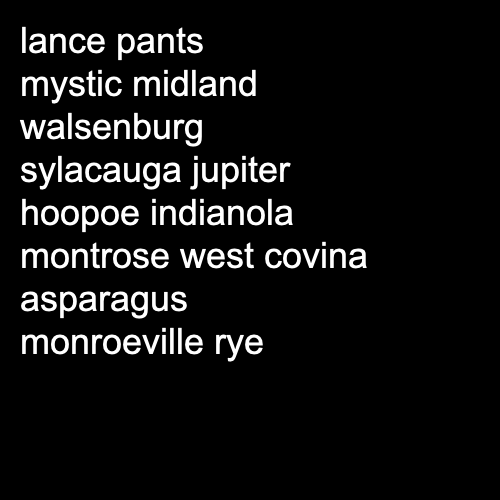 lance pants
mystic midland
walsenburg
sylacauga jupiter
hoopoe indianola
montrose west covina
asparagus
monroeville rye